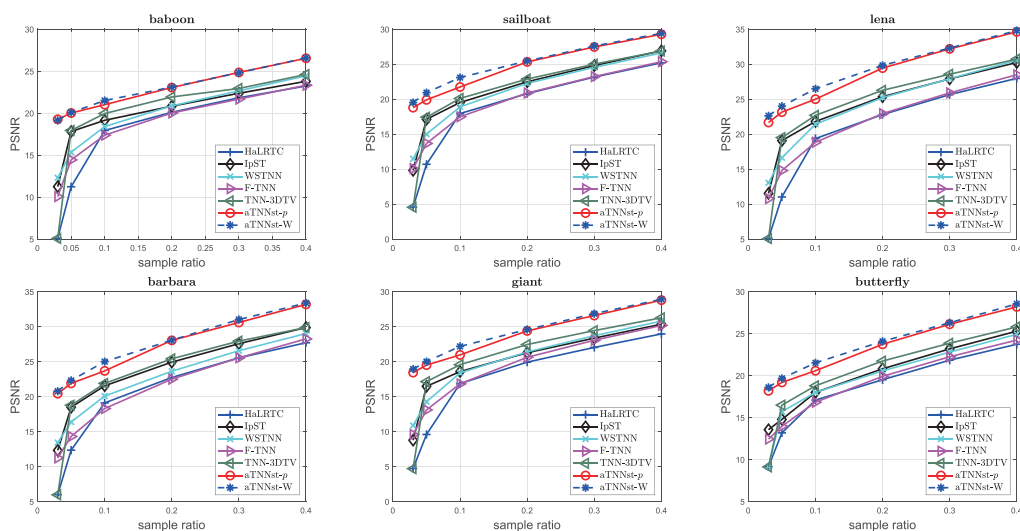 baboon
PSNR
30
25
20
15
10
5
0 0.05 0.1 0.15 0.2 0.25 0.3 0.35 0.4
sample ratio
HaLRTC
IpST
WSTNN
F-TNN
TNN-3DTV
aTNNst-p
aTNNst-W
sailboat
PSNR
30
25
20
15
10
5
0
0 0.1 0.2 0.3 0.4
sample ratio
HaLRTC
IpST
WSTNN
F-TNN
TNN-3DTV
aTNNst-p
aTNNst-W
lena
PSNR
35
30
25
20
15
10
5
0 0.1 0.2 0.3 0.4
sample ratio
HaLRTC
IpST
WSTNN
F-TNN
TNN-3DTV
aTNNst-p
aTNNst-W
barbara
PSNR
35
30
25
20
15
10
5
0 0.1 0.2 0.3 0.4
sample ratio
HaLRTC
IpST
WSTNN
F-TNN
TNN-3DTV
aTNNst-p
aTNNst-W
giant
PSNR
30
25
20
15
10
5
0
0 0.1 0.2 0.3 0.4
sample ratio
HaLRTC
IpST
WSTNN
F-TNN
TNN-3DTV
aTNNst-p
aTNNst-W
butterfly
PSNR
30
25
20
15
10
5
0 0.1 0.2 0.3 0.4
sample ratio
HaLRTC
IpST
WSTNN
F-TNN
TNN-3DTV
aTNNst-p
aTNNst-W